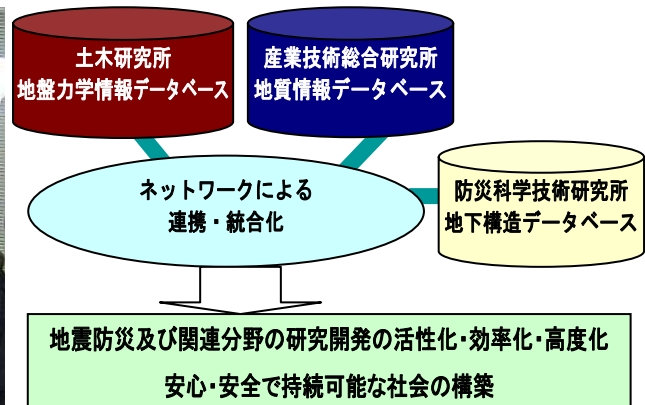 土木研究所
地盤力学情報データベース
産業技術総合研究所
地質情報データベース
ネットワークによる
連携・統合化
防災科学技術研究所
地下構造データベース
地震防災及び関連分野の研究開発の活性化・効率化・高度化
安心・安全で持続可能な社会の構築